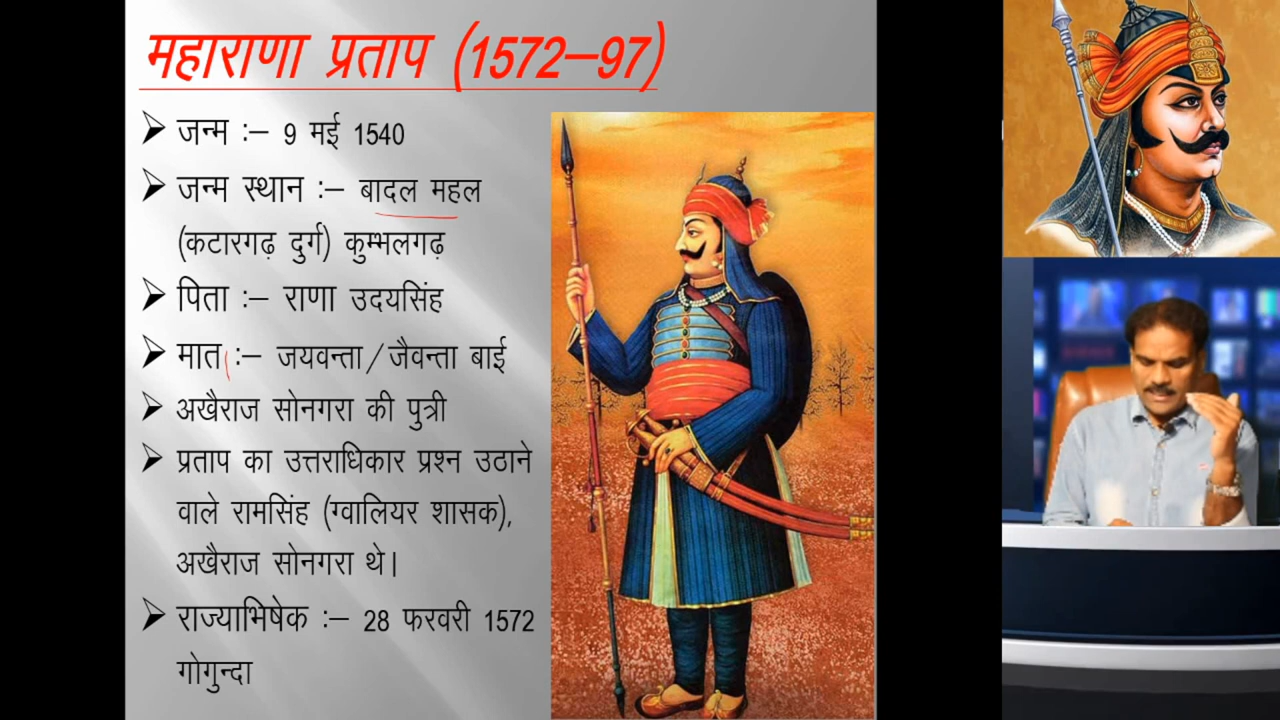 महाराणा प्रताप (1572–97)
➢ जन्म :– 9 मई 1540
➢ जन्म स्थान :– बादल महल
(कटारगढ़ दुर्ग) कुम्भलगढ़
➢ पिता :– राणा उदयसिंह
➢ मात :– जयवन्ता/जैवन्ता बाई
➢ अखैराज सोनगरा की पुत्री
➢ प्रताप का उत्तराधिकार प्रश्न उठाने
वाले रामसिंह (ग्वालियर शासक),
अखैराज सोनगरा थे।
➢ राज्याभिषेक :– 28 फरवरी 1572
गोगुन्दा